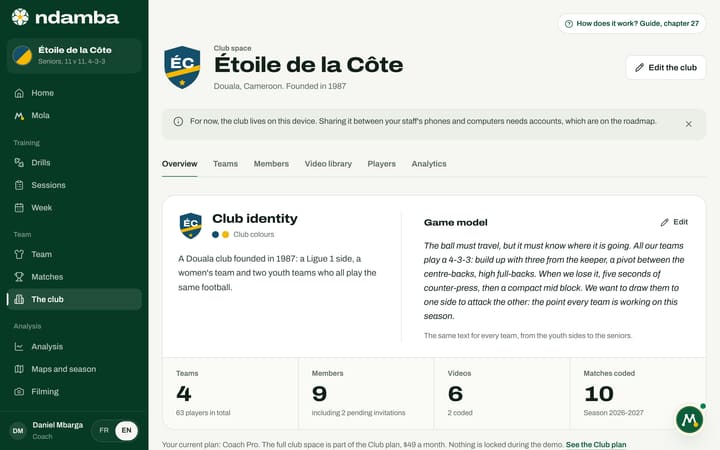 ndamba
How does it work? Guide, chapter 27
Étoile de la Côte
Seniors, 11 v 11, 4-3-3
Home
Mola
Training
Drills
Sessions
Week
Team
Team
Matches
The club
Analysis
Analysis
Maps and season
Filming
DM
Daniel Mbarga
Coach
FR
EN
ÉC
Club space
Étoile de la Côte
Douala, Cameroon. Founded in 1987
Edit the club
For now, the club lives on this device. Sharing it between your staff's phones and computers needs accounts, which are on the roadmap.
Overview
Teams
Members
Video library
Players
Analytics
ÉC
Club identity
Club colours
A Douala club founded in 1987: a Ligue 1 side, a
women's team and two youth teams who all play the
same football.
Game model
Edit
The ball must travel, but it must know where it is going. All our teams
play a 4-3-3: build up with three from the keeper, a pivot between the
centre-backs, high full-backs. When we lose it, five seconds of
counter-press, then a compact mid block. We want to draw them to
one side to attack the other: the point every team is working on this
season.
The same text for every team, from the youth sides to the seniors.
Teams
4
63 players in total
Members
9
including 2 pending invitations
Videos
6
2 coded
Matches coded
10
Season 2026-2027
Your current plan: Coach Pro. The full club space is part of the Club plan, $49 a month. Nothing is locked during the demo. See the Club plan